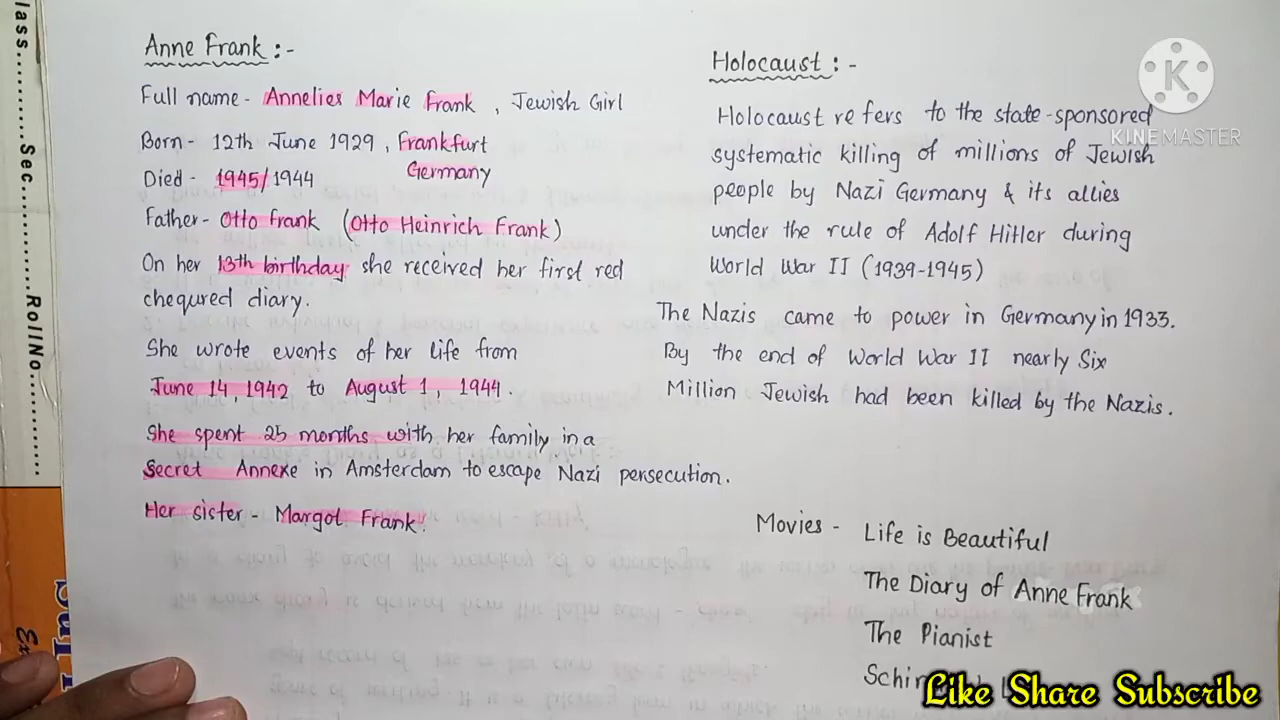 Anne Frank :-
Full name - Annelies Marie Frank , Jewish Girl
Born - 12th June 1929 , Frankfurt
Germany
Died - 1945/1944
Father - Otto Frank (Otto Heinrich Frank)
On her 13th birthday she received her first red
chequred diary.
She wrote events of her life from
June 14, 1942 to August 1, 1944.
She spent 25 months with her family in a
Secret Annexe in Amsterdam to escape Nazi persecution.
Her sister - Margot Frank.
Holocaust :-
Holocaust refers to the state-sponsored
systematic killing of millions of Jewish
people by Nazi Germany & its allies
under the rule of Adolf Hitler during
World War II (1939-1945)
The Nazis came to power in Germany in 1933.
By the end of World War II nearly Six
Million Jewish had been killed by the Nazis.
Movies - Life is Beautiful
The Diary of Anne Frank
The Pianist
K
KINEMASTER
Like Share Subscribe
lass.......... Sec.............. RollNo..........